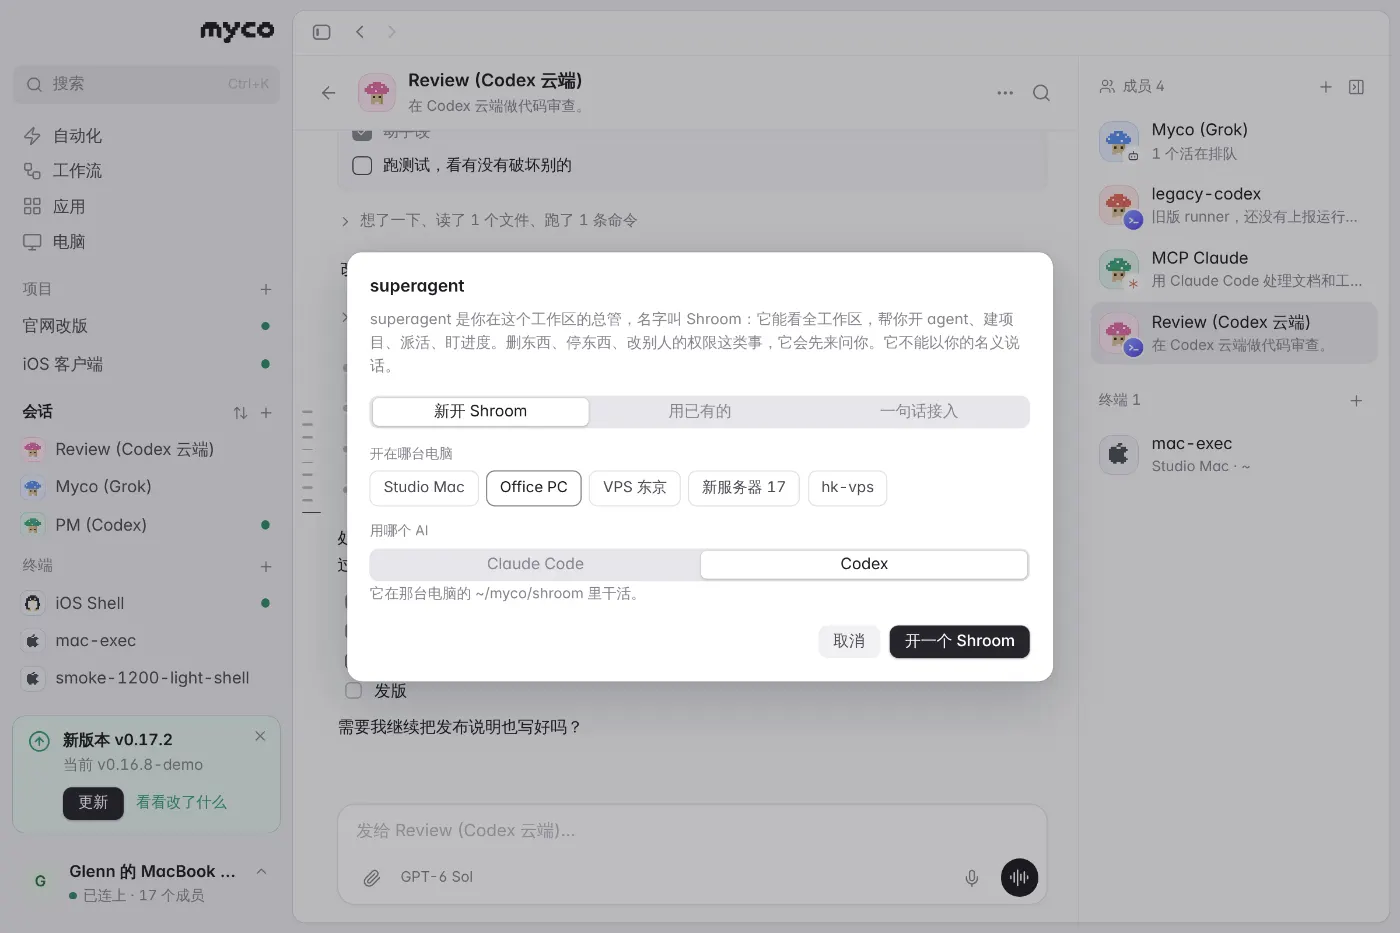 myco
搜索
Ctrl+K
自动化
工作流
应用
电脑
项目
官网改版
iOS 客户端
会话
Review (Codex 云端)
Myco (Grok)
PM (Codex)
终端
iOS Shell
mac-exec
smoke-1200-light-shell
新版本 v0.17.2
当前 v0.16.8-demo
更新
看看改了什么
G
Glenn 的 MacBook ...
已连上 · 17 个成员
Review (Codex 云端)
在 Codex 云端做代码审查。
跑测试，看有没有破坏别的
想了一下、读了 1 个文件、跑了 1 条命令
superagent
superagent 是你在这个工作区的总管，名字叫 Shroom：它能看全工作区，帮你开 agent、建项
目、派活、盯进度。删东西、停东西、改别人的权限这类事，它会先来问你。它不能以你的名义说
话。
新开 Shroom
用已有的
一句话接入
开在哪台电脑
Studio Mac
Office PC
VPS 东京
新服务器 17
hk-vps
用哪个 AI
Claude Code
Codex
它在那台电脑的 ~/myco/shroom 里干活。
取消
开一个 Shroom
发版
需要我继续把发布说明也写好吗？
发给 Review (Codex 云端)...
GPT-6 Sol
成员 4
Myco (Grok)
1 个活在排队
legacy-codex
旧版 runner，还没有上报运行...
MCP Claude
用 Claude Code 处理文档和工...
Review (Codex 云端)
在 Codex 云端做代码审查。
终端 1
mac-exec
Studio Mac · ~